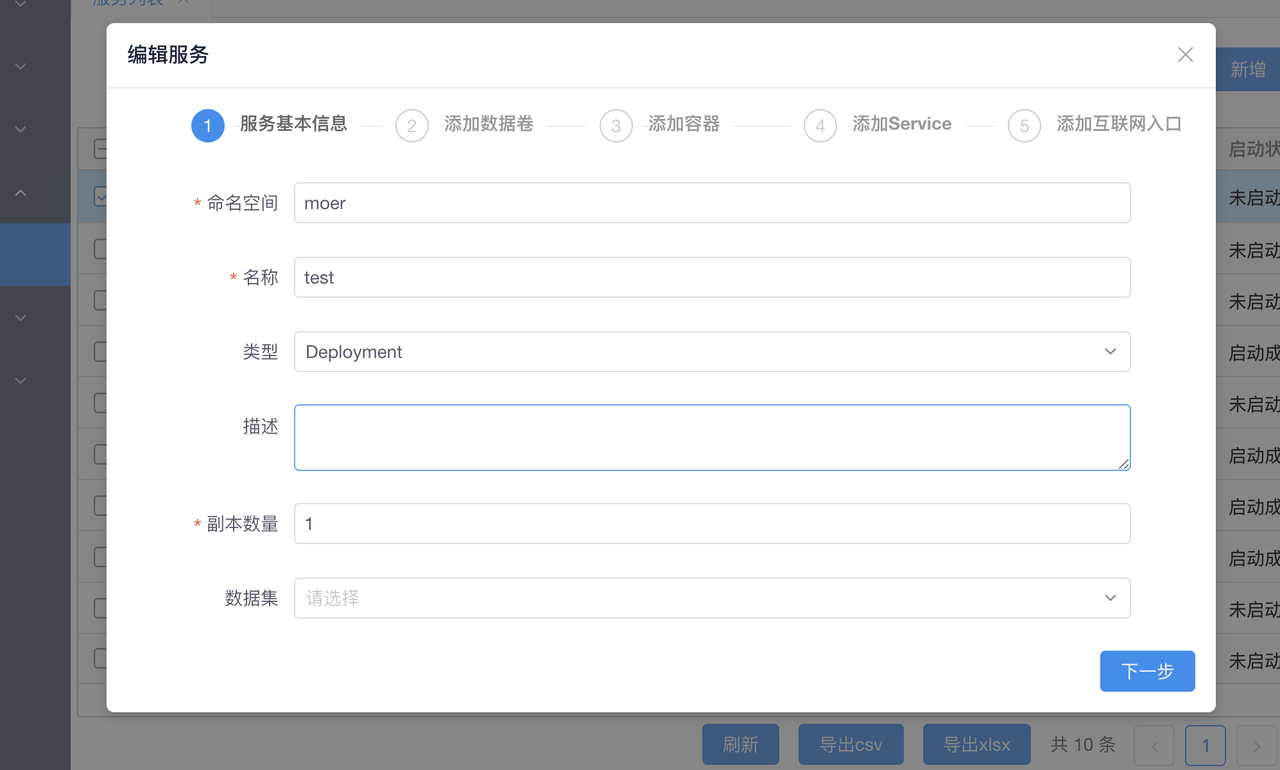 服务列表
编辑服务
新增
1 服务基本信息 2 添加数据卷 3 添加容器 4 添加Service 5 添加互联网入口
启动状
* 命名空间 moer
未启动
* 名称 test
未启动
未启动
类型 Deployment
启动成
未启动
描述
启动成
启动成
* 副本数量 1
启动成
数据集 请选择
未启动
未启动
下一步
刷新 导出csv 导出xlsx 共 10 条 1